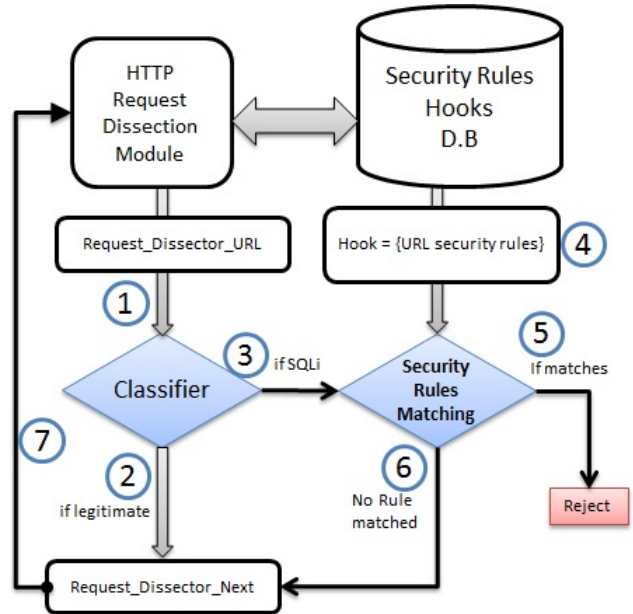 HTTP
Request
Dissection
Module
Security Rules
Hooks
D.B
Request_Dissector_URL
Hook = {URL security rules}
4
1
3
if SQLi
5
If matches
Classifier
Security
Rules
Matching
7
2
if legitimate
6
No Rule
matched
Reject
Request_Dissector_Next